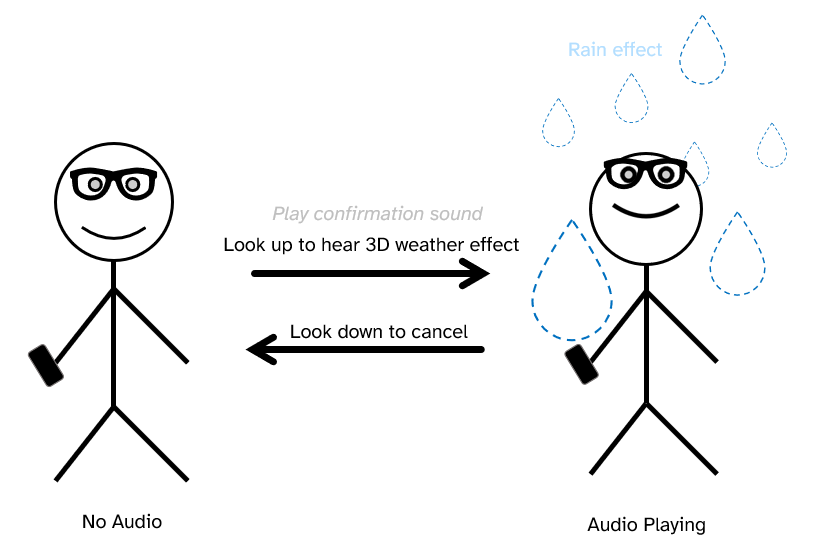 Rain effect
Play confirmation sound
Look up to hear 3D weather effect
Look down to cancel
No Audio
Audio Playing